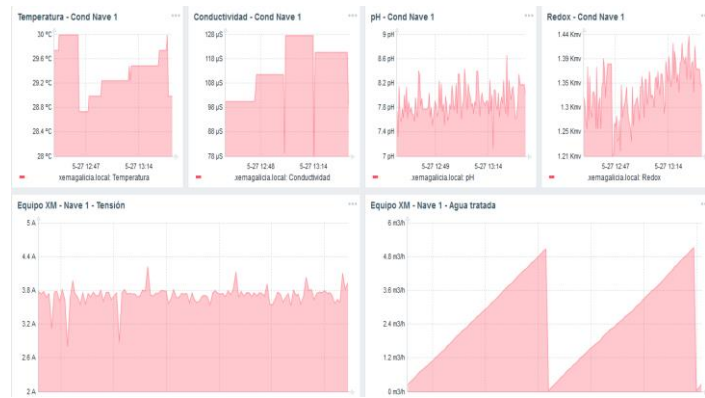 Temperatura - Cond Nave 1
30 ºC
29.6 ºC
29.2 ºC
28.8 ºC
28.4 ºC
28 ºC
5-27 12:47 5-27 13:14
.xemagalicia.local: Temperatura
Conductividad - Cond Nave 1
128 µS
118 µS
108 µS
98 µS
88 µS
78 µS
5-27 12:48 5-27 13:14
.xemagalicia.local: Conductividad
pH - Cond Nave 1
9 pH
8.6 pH
8.2 pH
7.8 pH
7.4 pH
7 pH
5-27 12:49 5-27 13:14
.xemagalicia.local: pH
Redox - Cond Nave 1
1.44 Kmv
1.39 Kmv
1.35 Kmv
1.3 Kmv
1.26 Kmv
1.21 Kmv
5-27 12:47 5-27 13:14
.xemagalicia.local: Redox
Equipo XM - Nave 1 - Tensión
5 A
4.4 A
3.8 A
3.2 A
2.6 A
2 A
Equipo XM - Nave 1 - Agua tratada
6 m3/h
4.8 m3/h
3.6 m3/h
2.4 m3/h
1.2 m3/h
0 m3/h